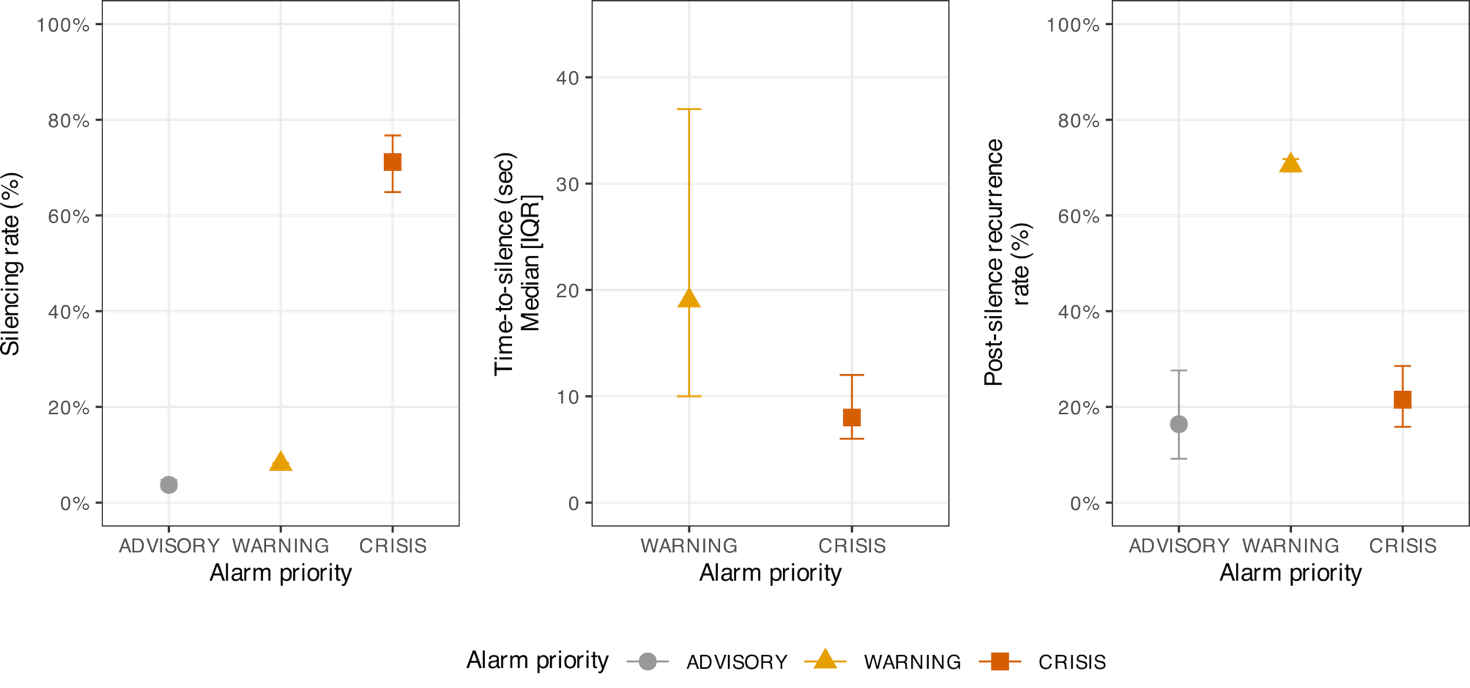 Silencing rate (%)
100%
80%
60%
40%
20%
0%
ADVISORY WARNING CRISIS
Alarm priority
Time-to-silence (sec)
Median [IQR]
40
30
20
10
0
WARNING CRISIS
Alarm priority
Post-silence recurrence
rate (%)
100%
80%
60%
40%
20%
0%
ADVISORY WARNING CRISIS
Alarm priority
Alarm priority ADVISORY WARNING CRISIS